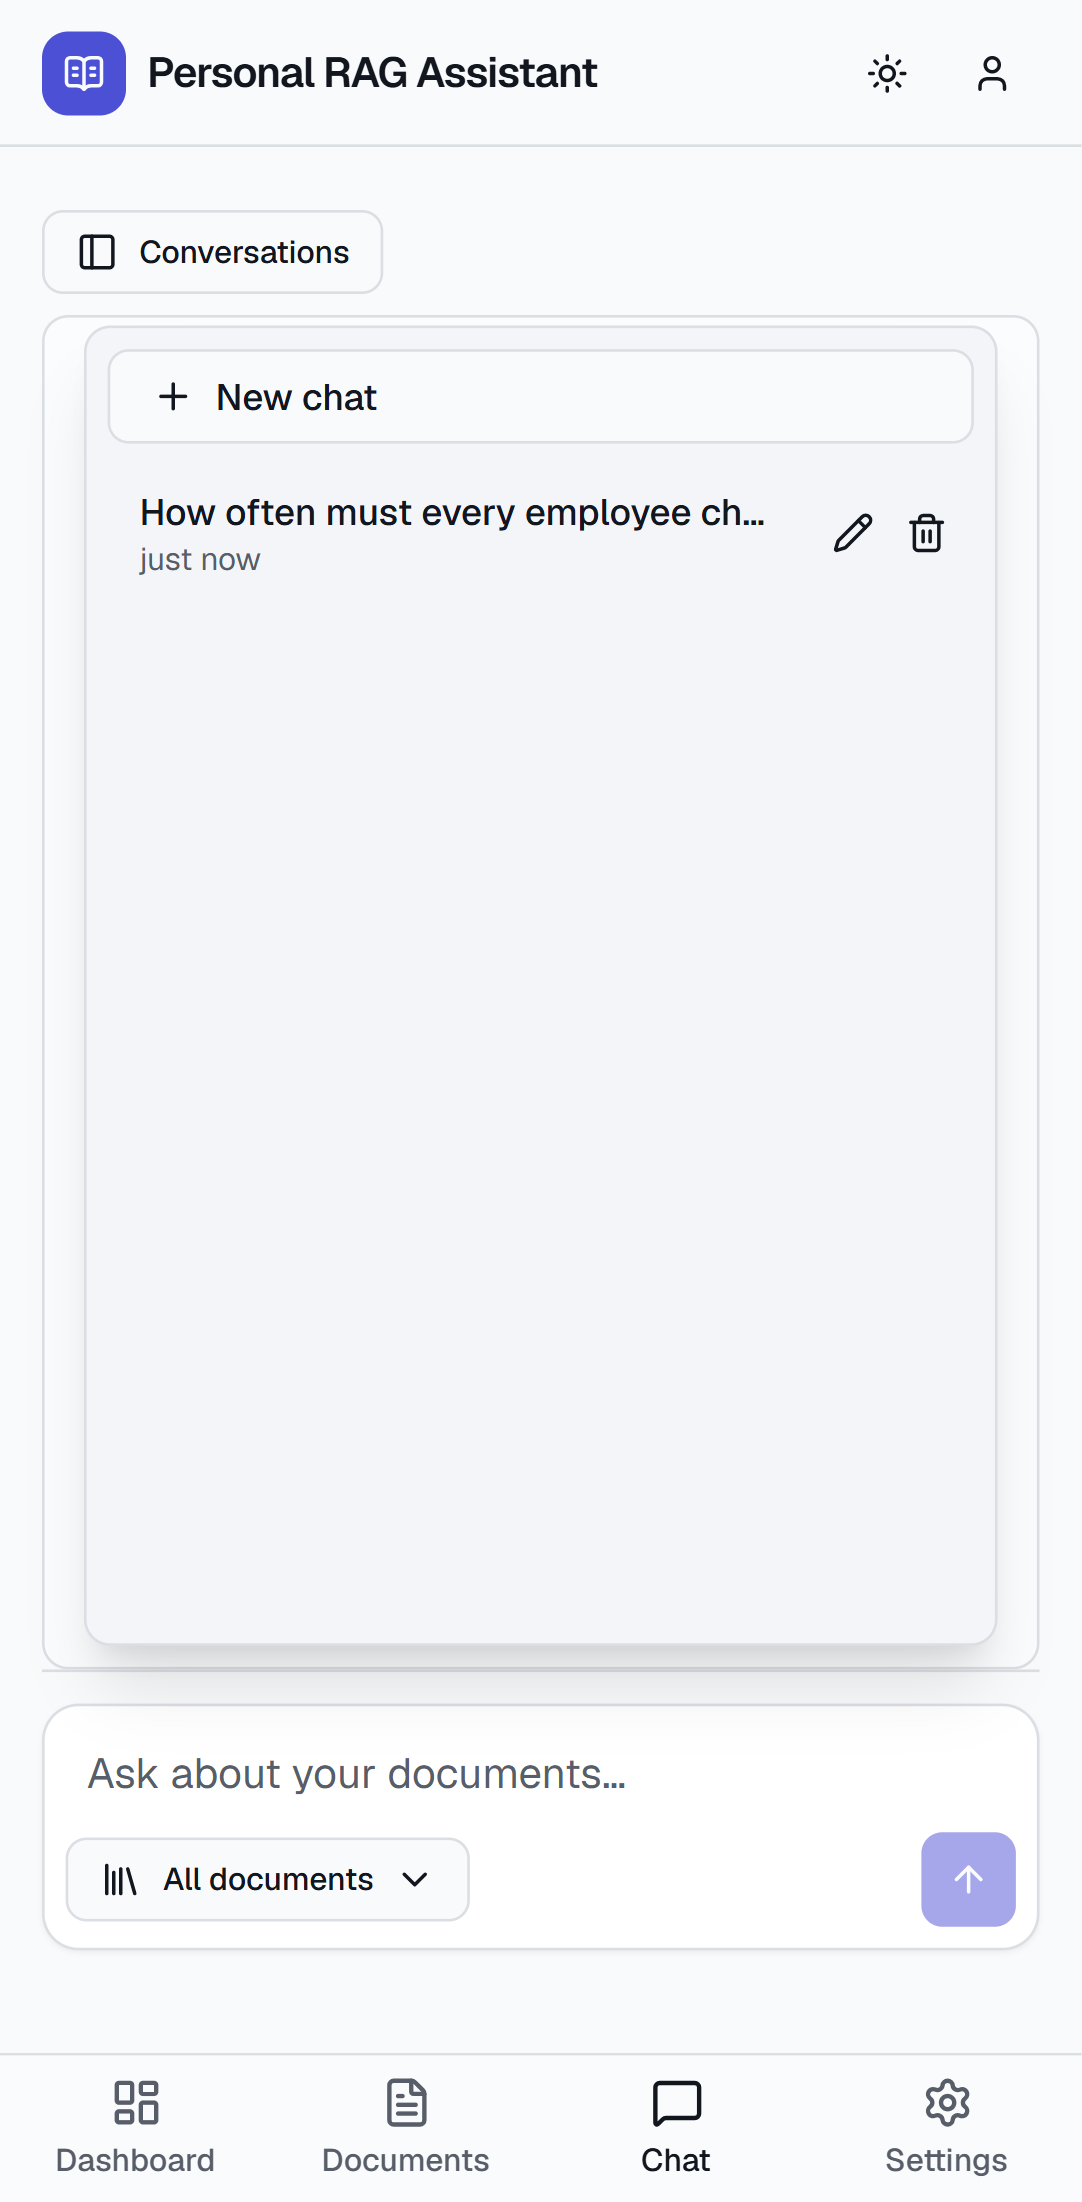 Personal RAG Assistant
Conversations
New chat
How often must every employee ch...
just now
Ask about your documents...
All documents
Dashboard
Documents
Chat
Settings